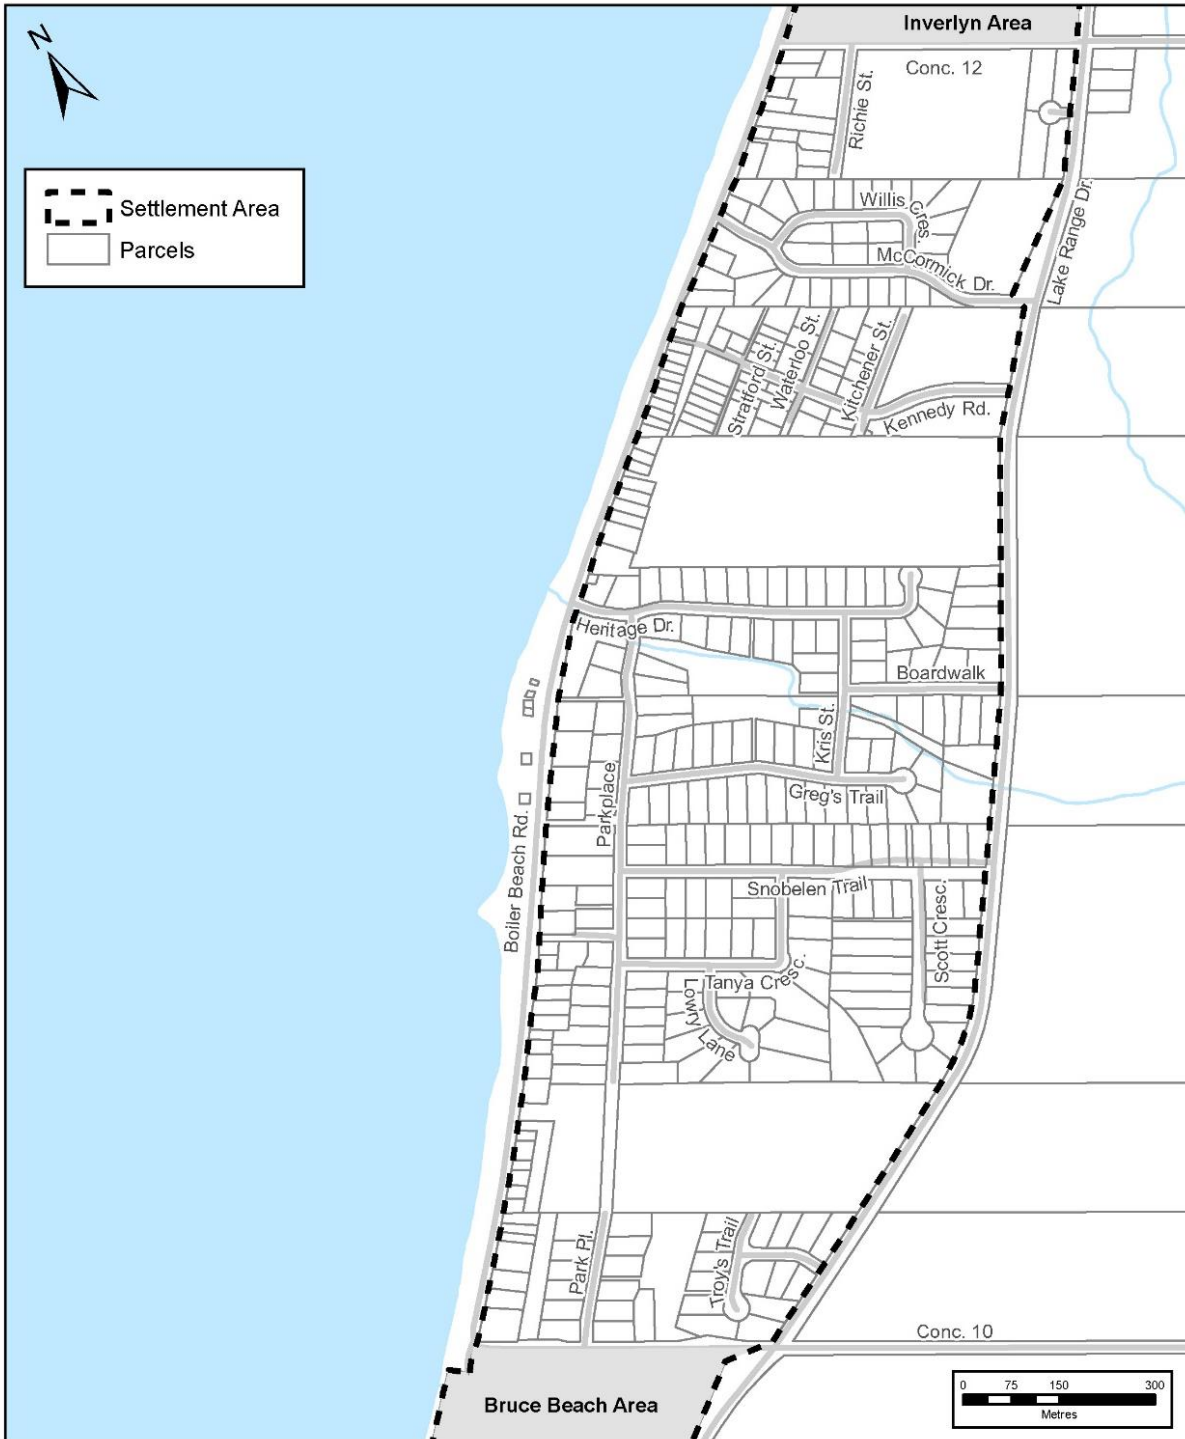 Inverlyn Area
N
Conc. 12
Richie St.
Settlement Area
Parcels
Willis Cres.
Lake Range Dr.
McCormick Dr.
Stratford St.
Waterloo St.
Kitchener St.
Kennedy Rd.
Heritage Dr.
Boardwalk
Kris St.
Parkplace
Greg's Trail
Boiler Beach Rd.
Snobelen Trail
Scott Cresc.
Tanya Cresc.
Lowry Lane
Park Pl.
Troy's Trail
Conc. 10
Bruce Beach Area
0 75 150 300
Metres